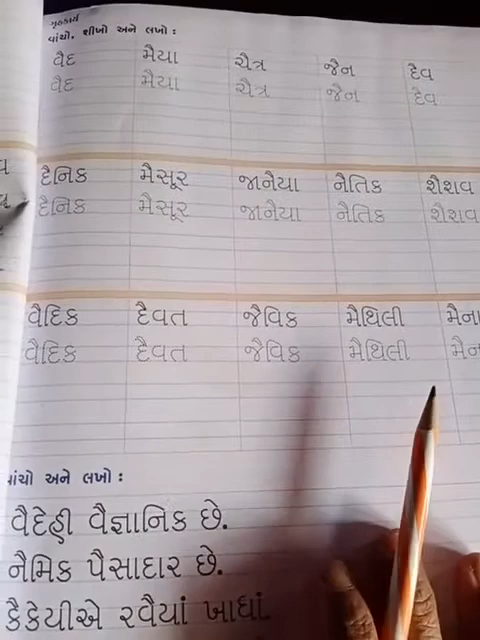 ગૃહકાર્ય
વાંચો. શીખો અને લખો :
વૈદ મૈયા ચૈત્ર જૈન દૈવ
વૈદ મૈયા ચૈત્ર જૈન દૈવ
દૈનિક મૈસૂર જાનૈયા નૈતિક શૈશવ
દૈનિક મૈસૂર જાનૈયા નૈતિક શૈશવ
વૈદિક દૈવત જૈવિક મૈથિલી મૈના
વૈદિક દૈવત જૈવિક મૈથિલી મૈન
વાંચો અને લખો :
વૈદેહી વૈજ્ઞાનિક છે.
નૈમિક પૈસાદાર છે.
કૈકેયીએ રવૈયાં ખાધાં.